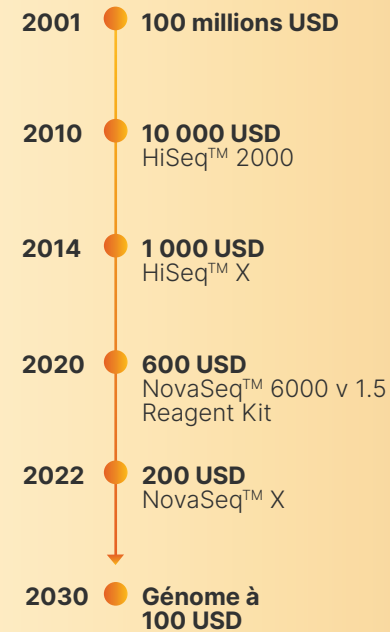 2001 100 millions USD
2010 10 000 USD
HiSeq™ 2000
2014 1 000 USD
HiSeq™ X
2020 600 USD
NovaSeq™ 6000 v 1.5
Reagent Kit
2022 200 USD
NovaSeq™ X
2030 Génome à
100 USD